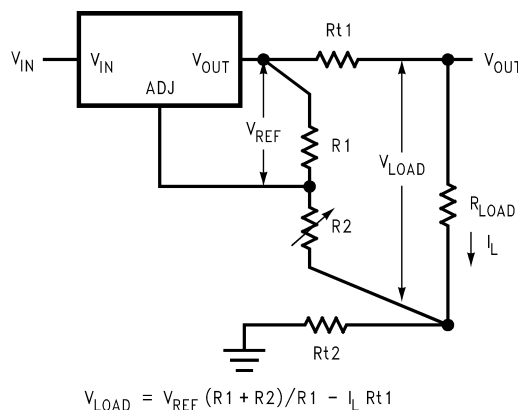 Rt1
V_IN
V_IN
V_OUT
V_OUT
ADJ
V_REF
R1
V_LOAD
R2
R_LOAD
I_L
Rt2
V_LOAD = V_REF (R1 + R2)/R1 – I_L Rt1